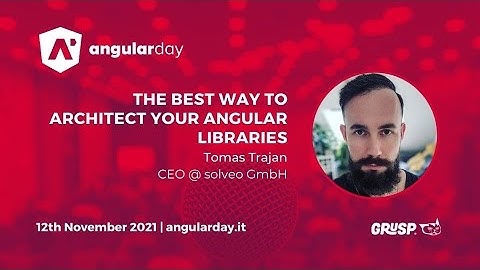 angularday
THE BEST WAY TO
ARCHITECT YOUR ANGULAR
LIBRARIES
Tomas Trajan
CEO @ solveo GmbH
12th November 2021 | angularday.it
GRUSP.